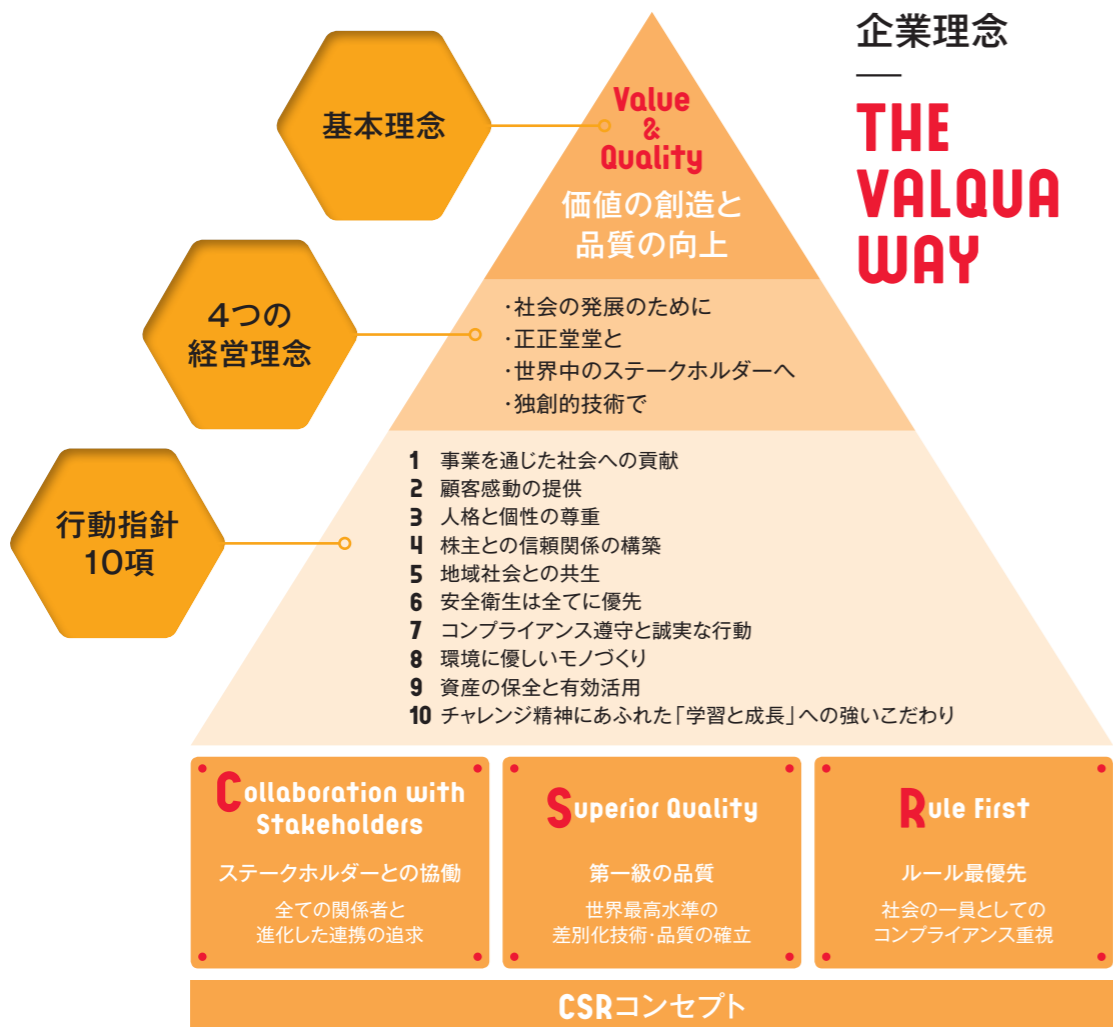 企業理念
THE
VALQUA
WAY
基本理念
Value
&
Quality
価値の創造と
品質の向上
4つの
経営理念
・社会の発展のために
・正正堂堂と
・世界中のステークホルダーへ
・独創的技術で
行動指針
10項
1 事業を通じた社会への貢献
2 顧客感動の提供
3 人格と個性の尊重
4 株主との信頼関係の構築
5 地域社会との共生
6 安全衛生は全てに優先
7 コンプライアンス遵守と誠実な行動
8 環境に優しいモノづくり
9 資産の保全と有効活用
10 チャレンジ精神にあふれた「学習と成長」への強いこだわり
Collaboration with
Stakeholders
ステークホルダーとの協働
全ての関係者と
進化した連携の追求
Superior Quality
第一級の品質
世界最高水準の
差別化技術・品質の確立
Rule First
ルール最優先
社会の一員としての
コンプライアンス重視
CSRコンセプト